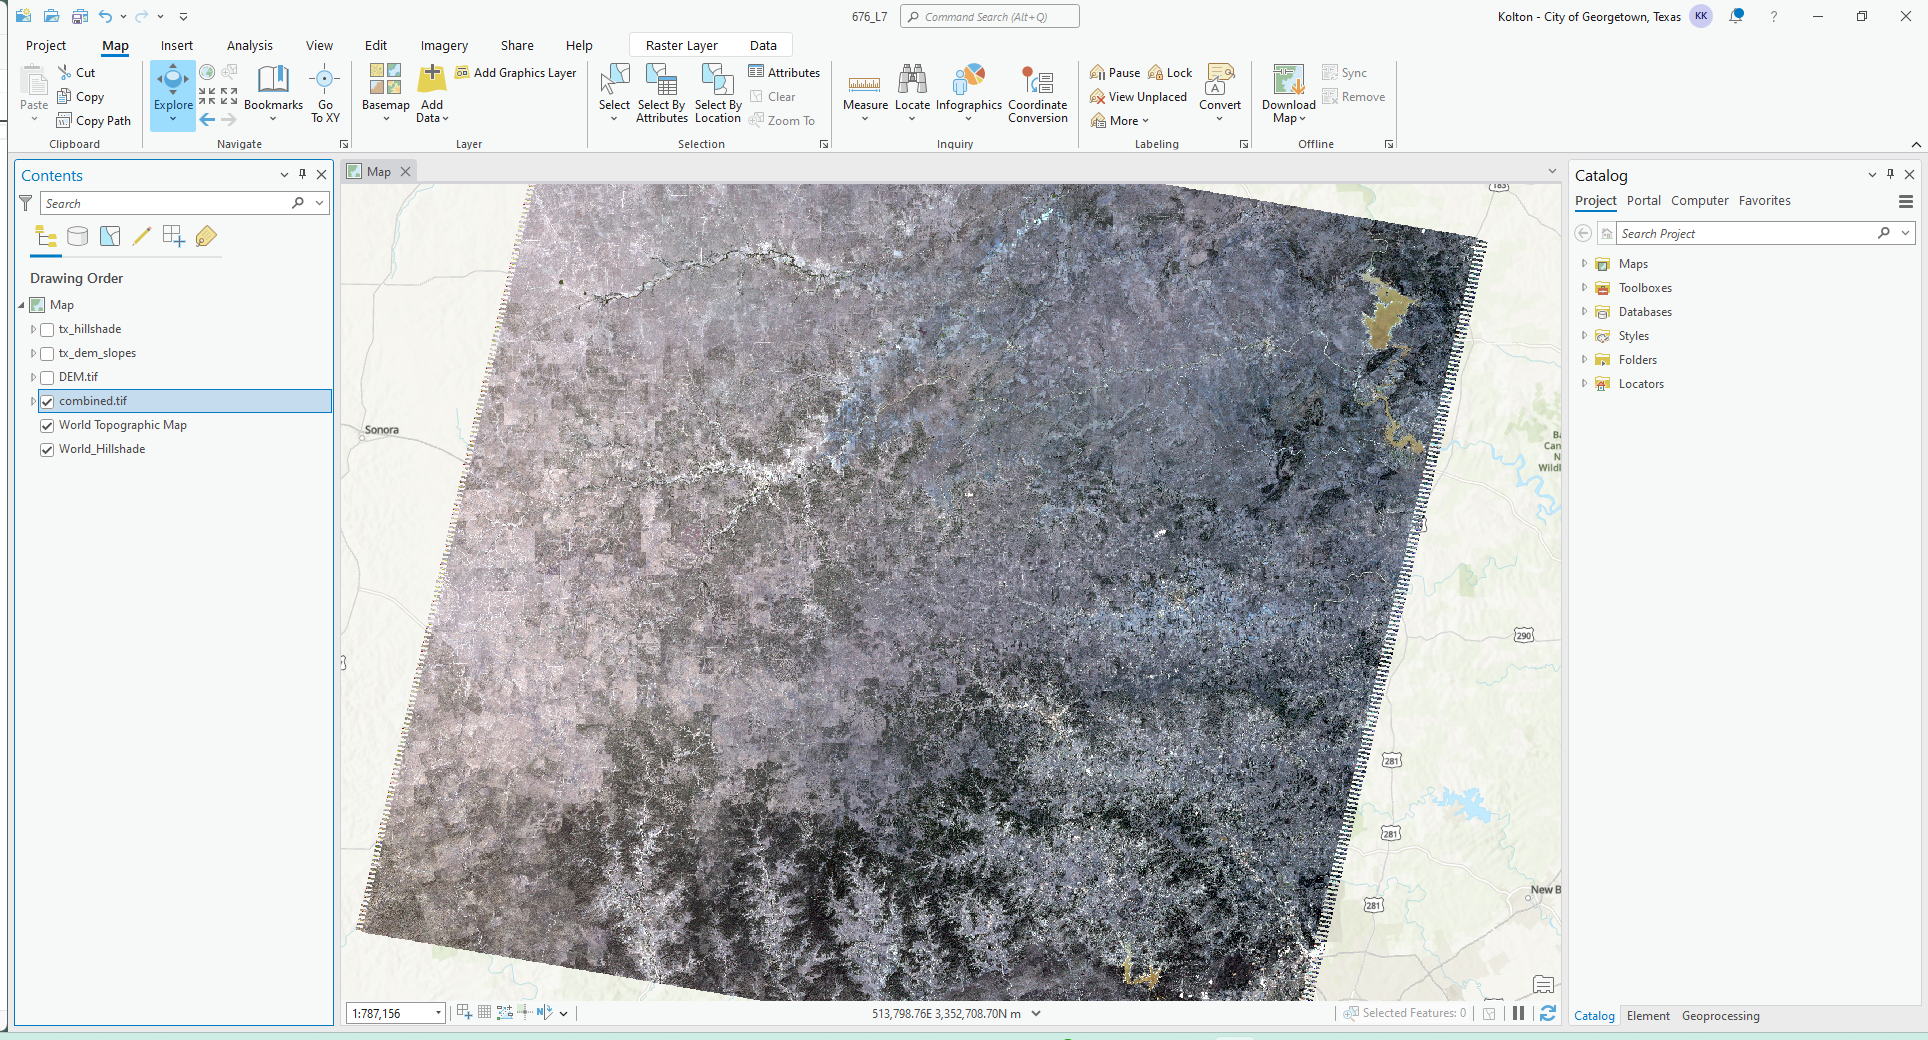 676_L7
Command Search (Alt+Q)
Kolton - City of Georgetown, Texas
KK
?
Project
Map
Insert
Analysis
View
Edit
Imagery
Share
Help
Raster Layer
Data
Paste
Cut
Copy
Copy Path
Clipboard
Explore
Bookmarks
Go
To XY
Navigate
Basemap
Add
Data
Add Graphics Layer
Layer
Select
Select By
Attributes
Select By
Location
Attributes
Clear
Zoom To
Selection
Measure
Locate
Infographics
Coordinate
Conversion
Inquiry
Pause
Lock
View Unplaced
More
Convert
Labeling
Download
Map
Sync
Remove
Offline
Contents
Search
Drawing Order
Map
tx_hillshade
tx_dem_slopes
DEM.tif
combined.tif
World Topographic Map
World_Hillshade
Map
183
Sonora
Ba
Can
N
Wildl
290
281
281
281
New B
1:787,156
513,798.76E 3,352,708.70N m
Selected Features: 0
Catalog
Project
Portal
Computer
Favorites
Search Project
Maps
Toolboxes
Databases
Styles
Folders
Locators
Catalog
Element
Geoprocessing